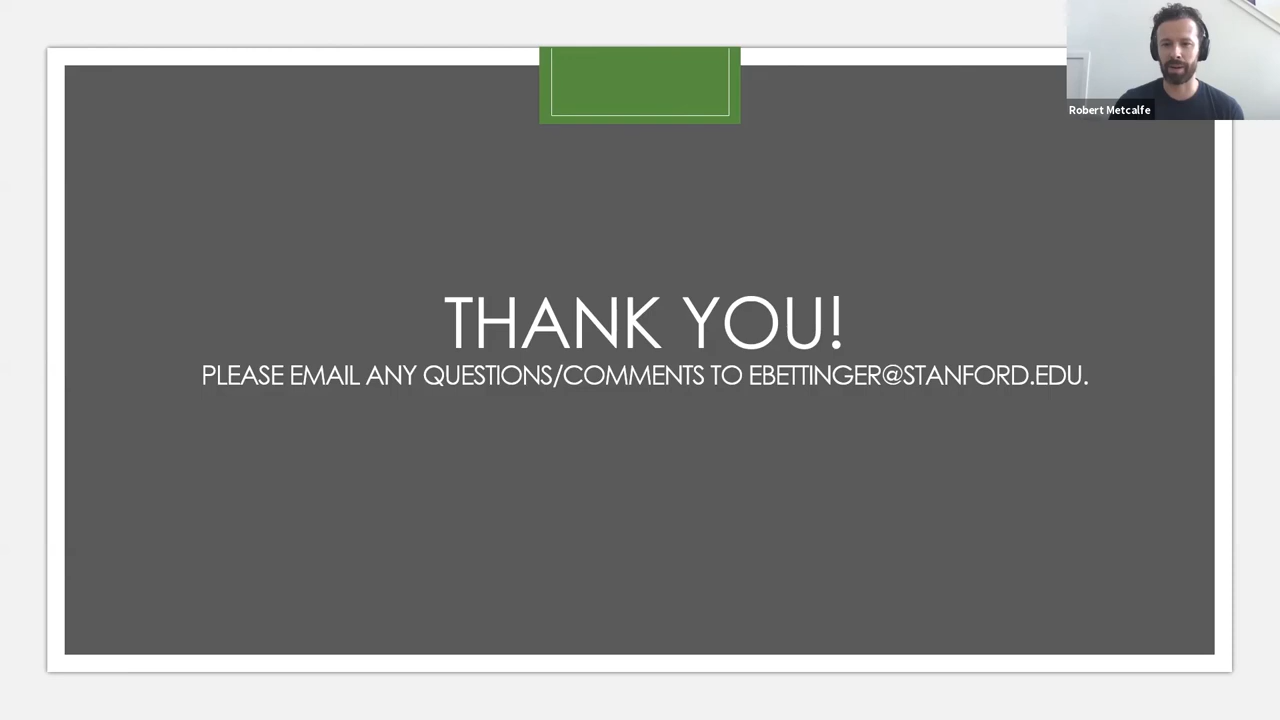 Robert Metcalfe
THANK YOU!
PLEASE EMAIL ANY QUESTIONS/COMMENTS TO EBETTINGER@STANFORD.EDU.